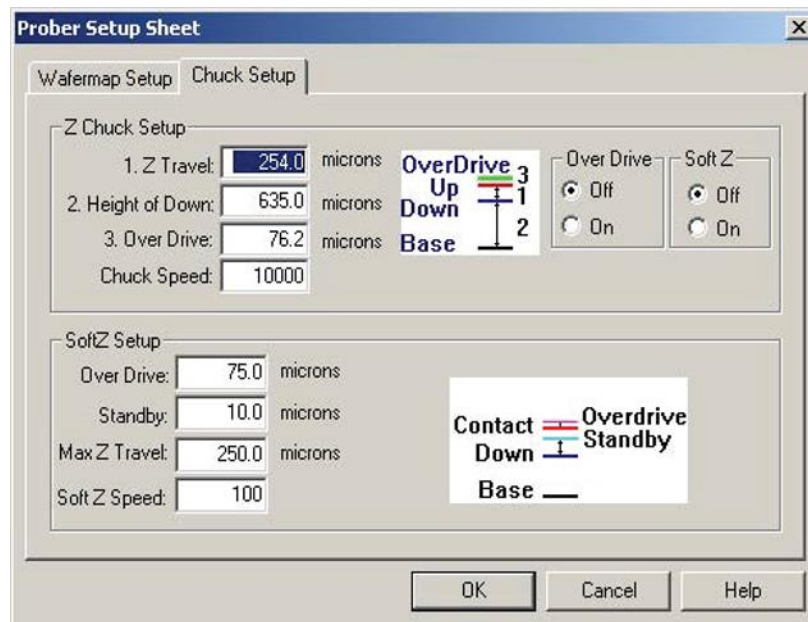 Prober Setup Sheet
Wafermap Setup Chuck Setup
Z Chuck Setup
1. Z Travel: 254.0 microns
2. Height of Down: 635.0 microns
3. Over Drive: 76.2 microns
Chuck Speed: 10000
OverDrive 3
Up 1
Down
2
Base
Over Drive
Off
On
Soft Z
Off
On
SoftZ Setup
Over Drive: 75.0 microns
Standby: 10.0 microns
Max Z Travel: 250.0 microns
Soft Z Speed: 100
Contact Overdrive
Down Standby
Base
OK Cancel Help